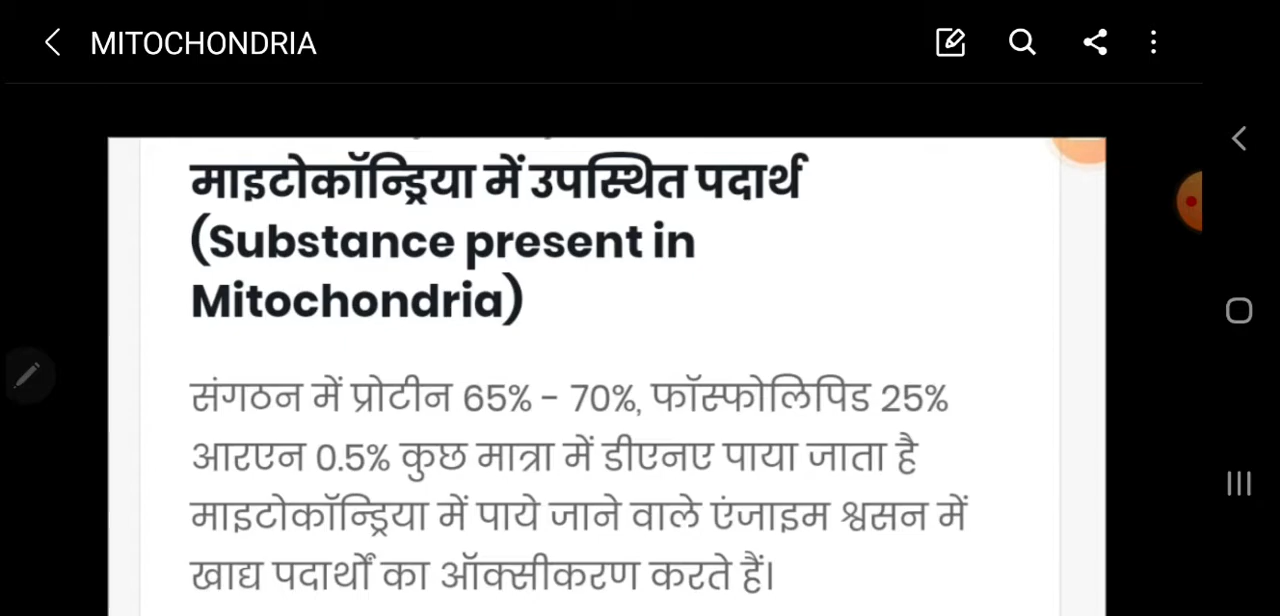 MITOCHONDRIA
माइटोकॉन्ड्रिया में उपस्थित पदार्थ
(Substance present in
Mitochondria)
संगठन में प्रोटीन 65% - 70%, फॉस्फोलिपिड 25%
आरएन 0.5% कुछ मात्रा में डीएनए पाया जाता है
माइटोकॉन्ड्रिया में पाये जाने वाले एंजाइम श्वसन में
खाद्य पदार्थों का ऑक्सीकरण करते हैं।